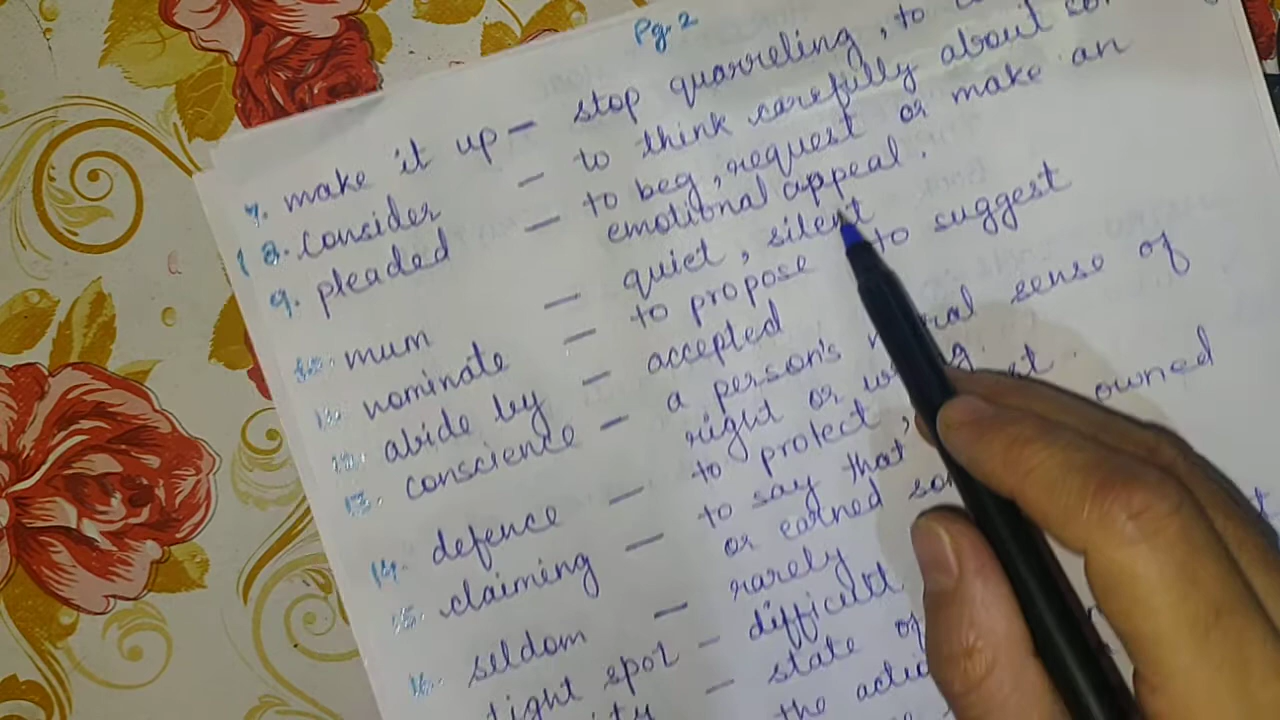 Pg. 2
7. make it up - stop quarreling, to
8. consider - to think carefully about
9. pleaded - to beg, request or make an
emotional appeal.
10. mum - quiet, silent
11. nominate - to propose to suggest
12. abide by - accepted
13. conscience - a person's moral sense of
right or wrong.
14. defence - to protect,
15. claiming - to say that owned
or earned
16. seldom - rarely
tight spot - difficult
- state of
the